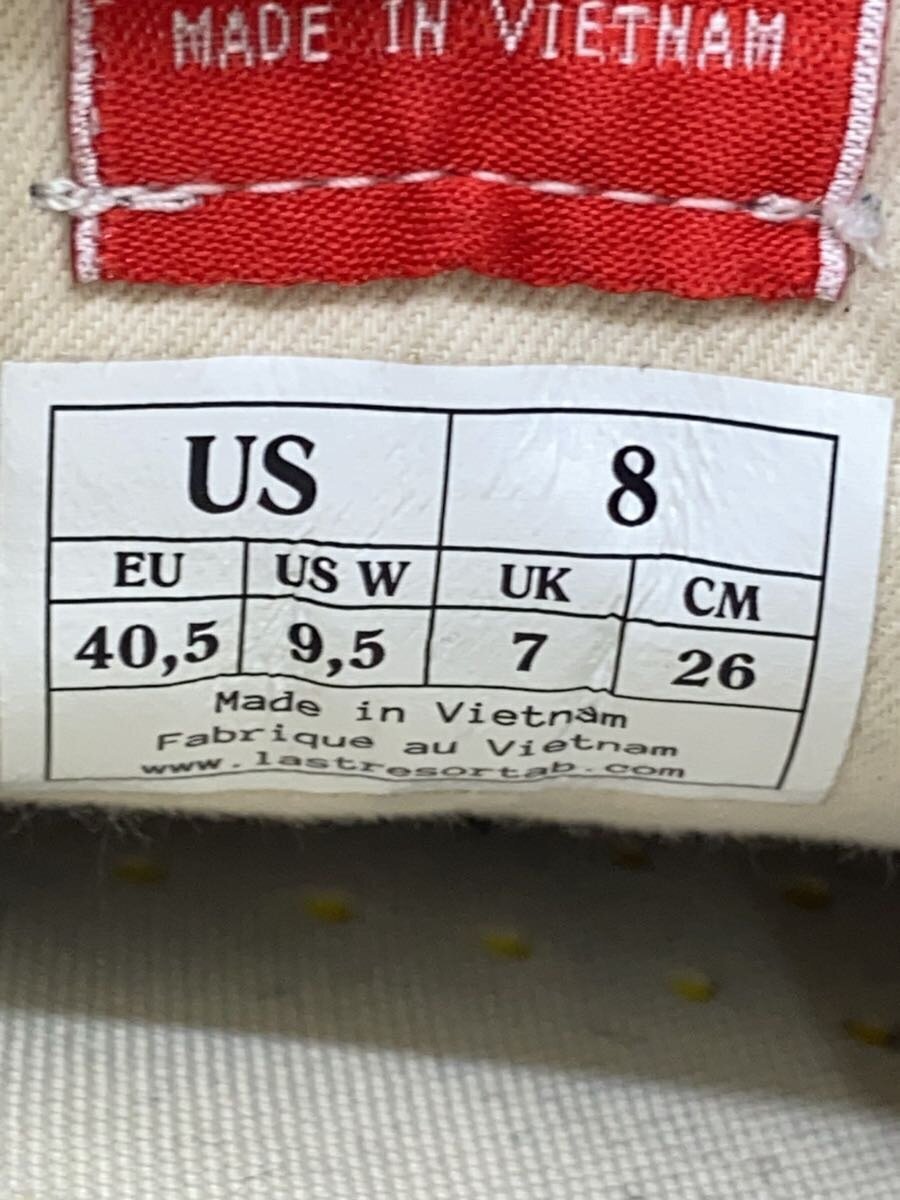 MADE IN VIETNAM
US 8
EU US W UK CM
40,5 9,5 7 26
Made in Vietnam
Fabrique au Vietnam
www.lastresortab.com